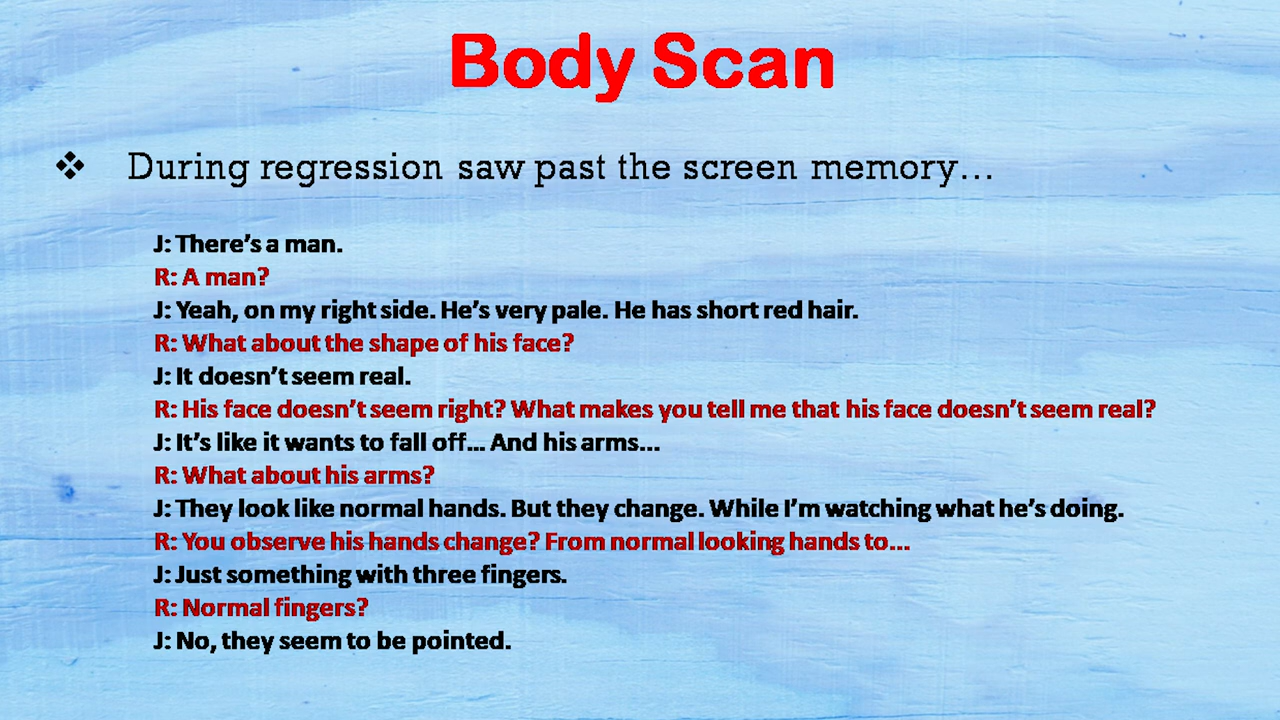 Body Scan
❖ During regression saw past the screen memory...
J: There's a man.
R: A man?
J: Yeah, on my right side. He's very pale. He has short red hair.
R: What about the shape of his face?
J: It doesn't seem real.
R: His face doesn't seem right? What makes you tell me that his face doesn't seem real?
J: It's like it wants to fall off... And his arms...
R: What about his arms?
J: They look like normal hands. But they change. While I'm watching what he's doing.
R: You observe his hands change? From normal looking hands to...
J: Just something with three fingers.
R: Normal fingers?
J: No, they seem to be pointed.